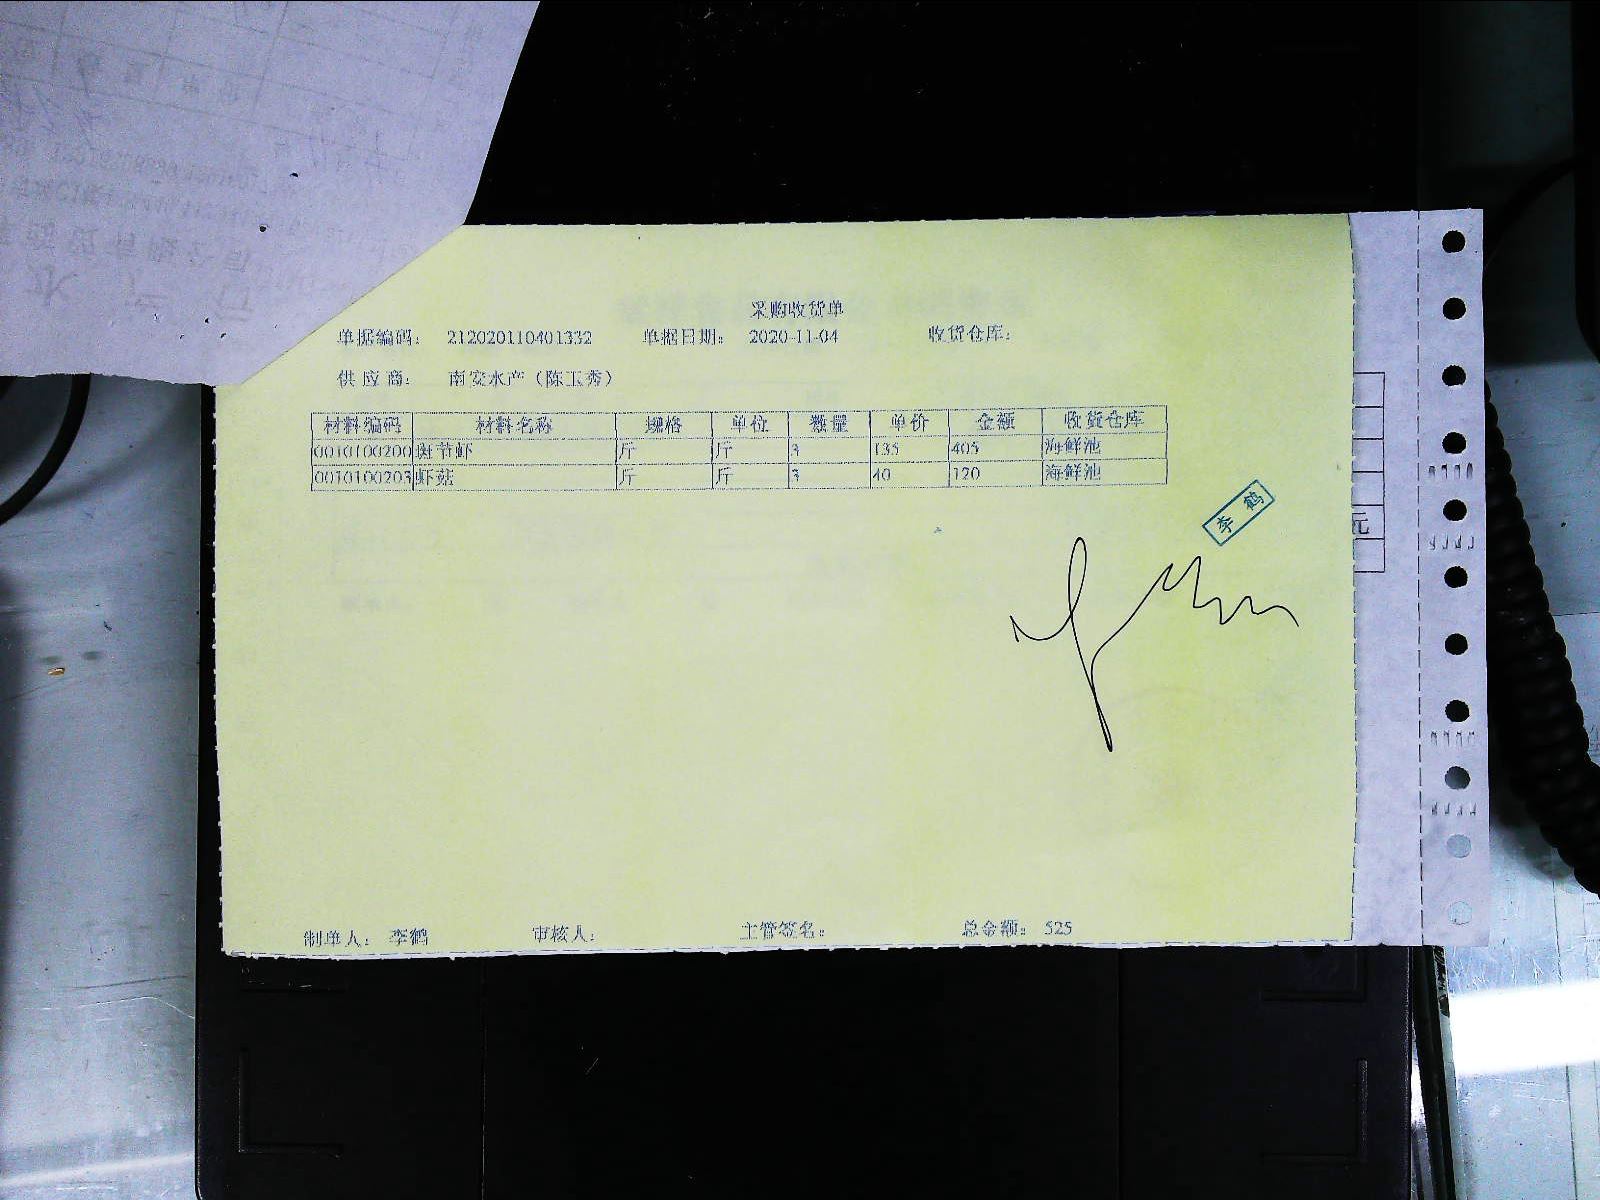 采购收货单
单据编码： 212020110401332 单据日期： 2020-11-04 收货仓库：
供应商： 南安水产（陈玉秀）
材料编码 材料名称 规格 单位 数量 单价 金额 收货仓库
0010100200 斑节虾 斤 斤 3 135 405 海鲜池
0010100203 虾菇 斤 斤 3 40 120 海鲜池
李鹤
元
制单人： 李鹤 审核人： 主管签名： 总金额： 525